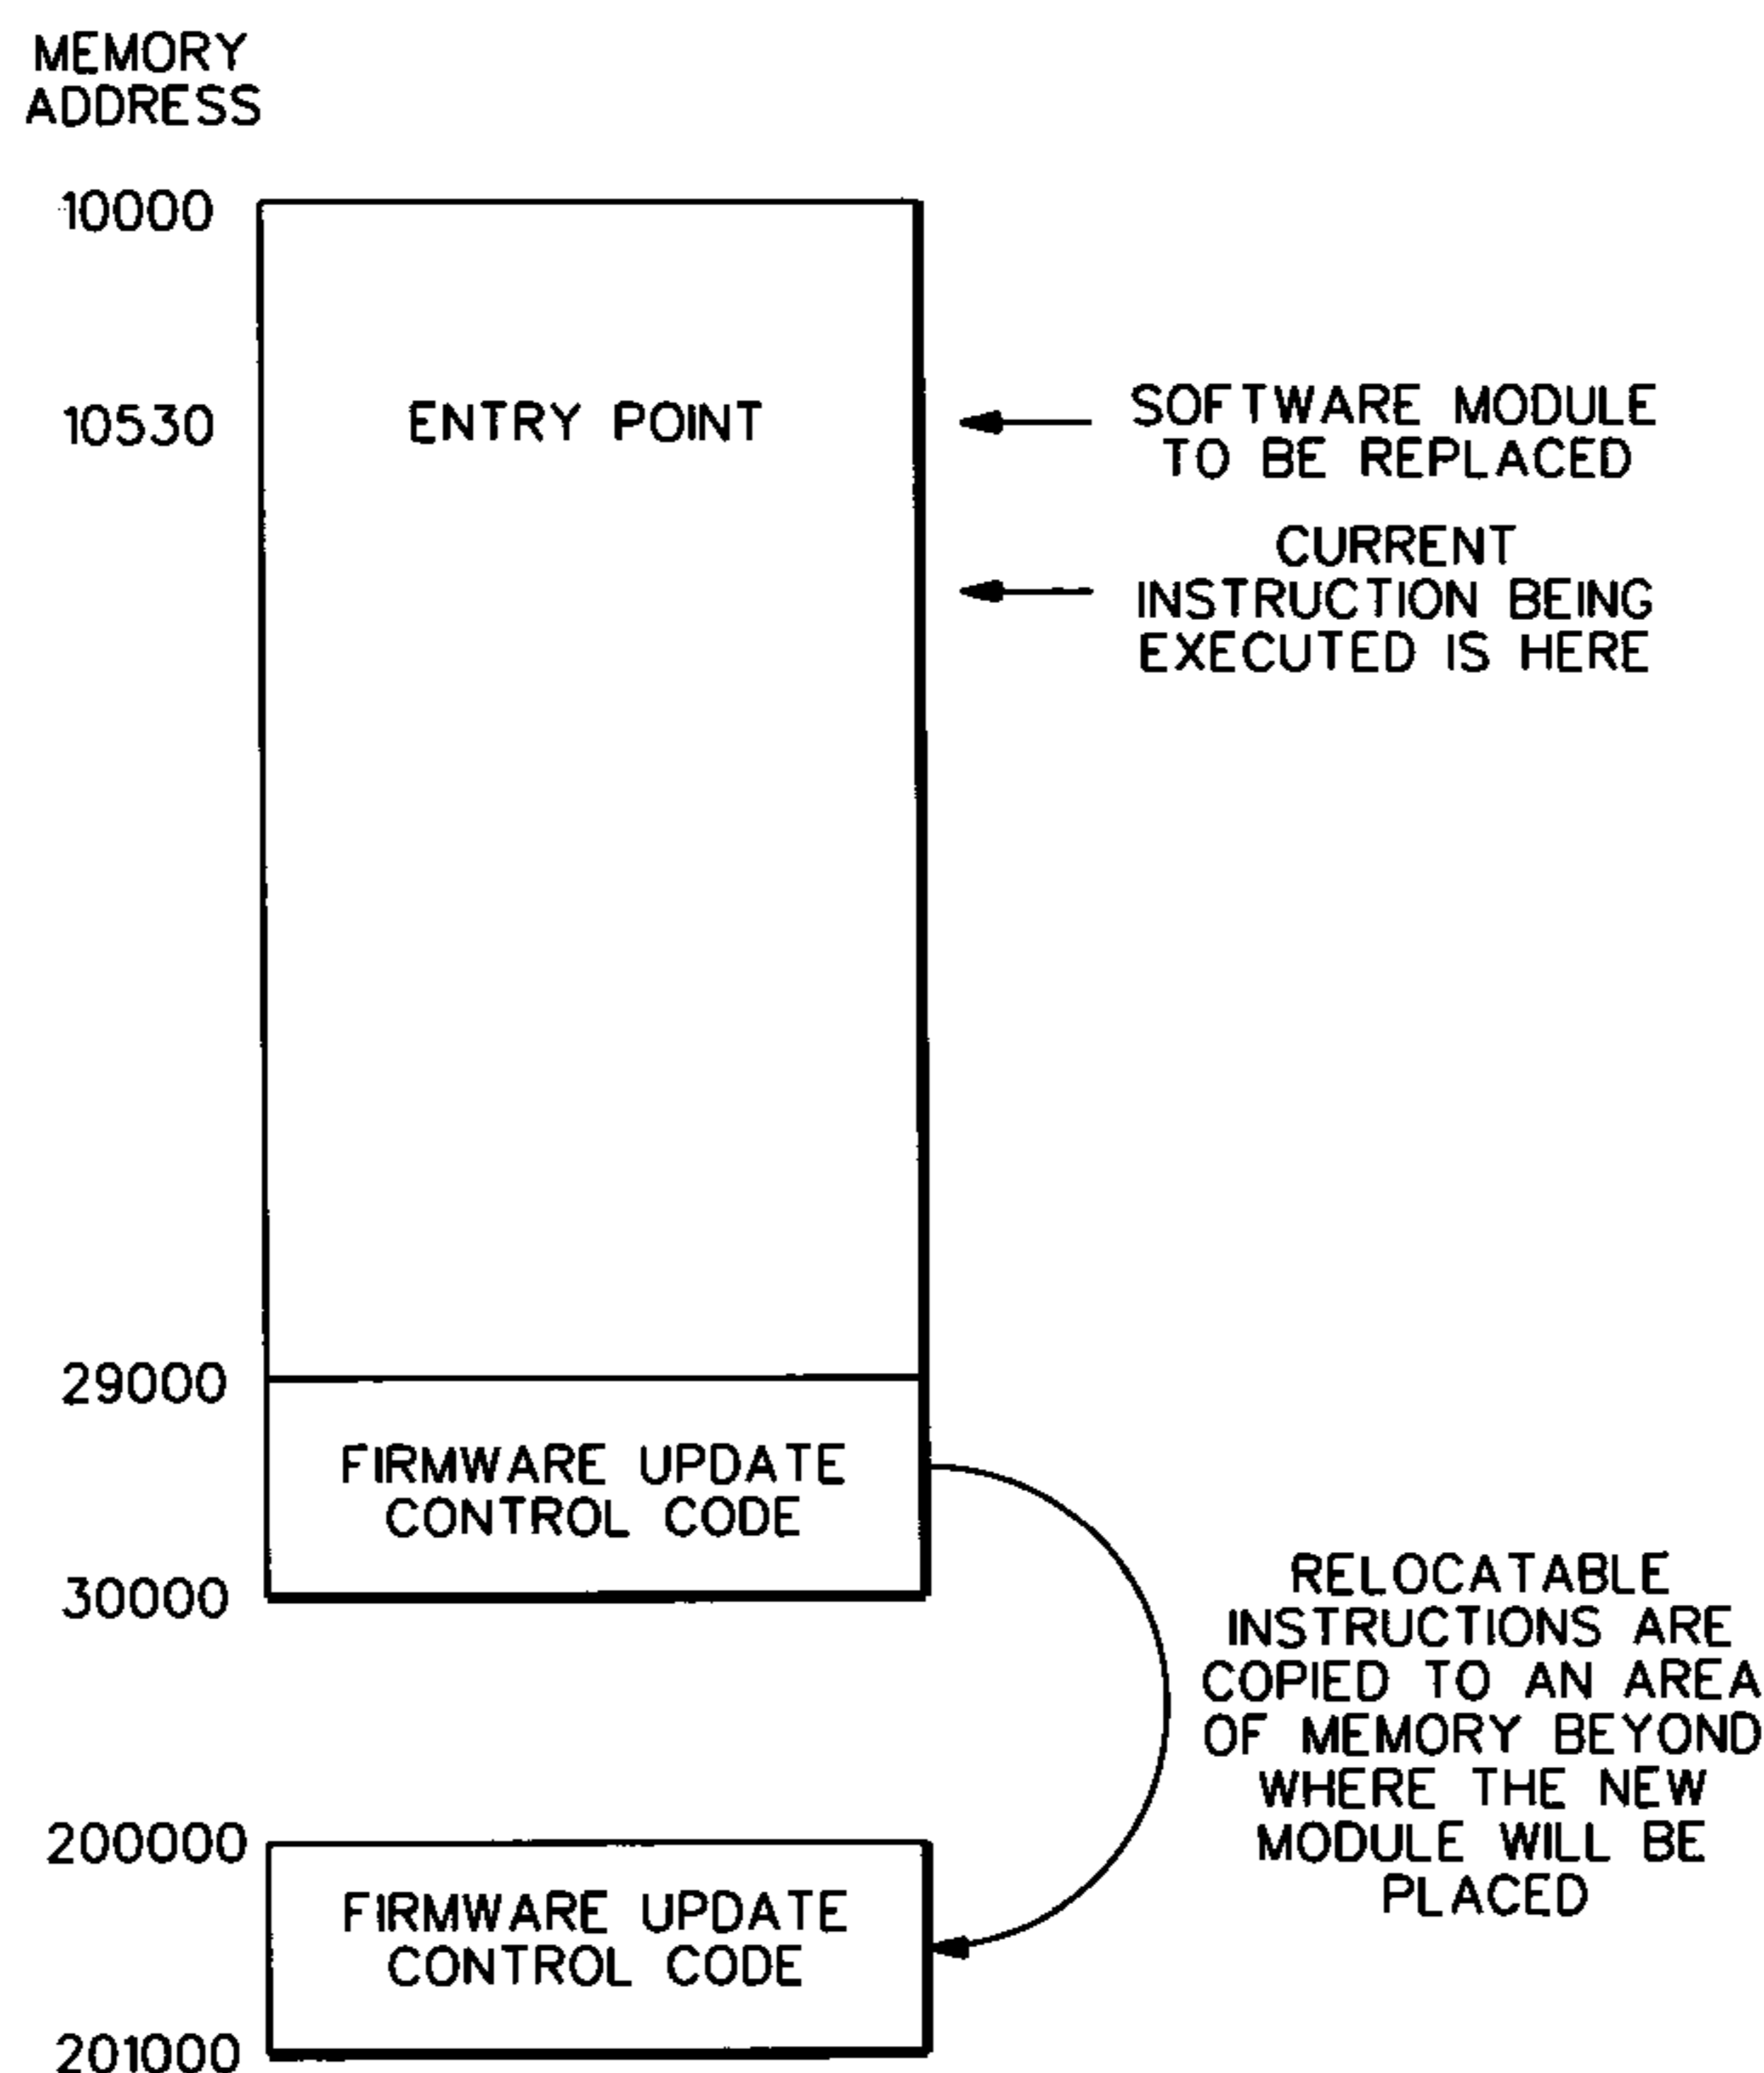 MEMORY
ADDRESS
10000
10530
ENTRY POINT
SOFTWARE MODULE
TO BE REPLACED
CURRENT
INSTRUCTION BEING
EXECUTED IS HERE
29000
FIRMWARE UPDATE
CONTROL CODE
30000
RELOCATABLE
INSTRUCTIONS ARE
COPIED TO AN AREA
OF MEMORY BEYOND
WHERE THE NEW
MODULE WILL BE
PLACED
200000
FIRMWARE UPDATE
CONTROL CODE
201000